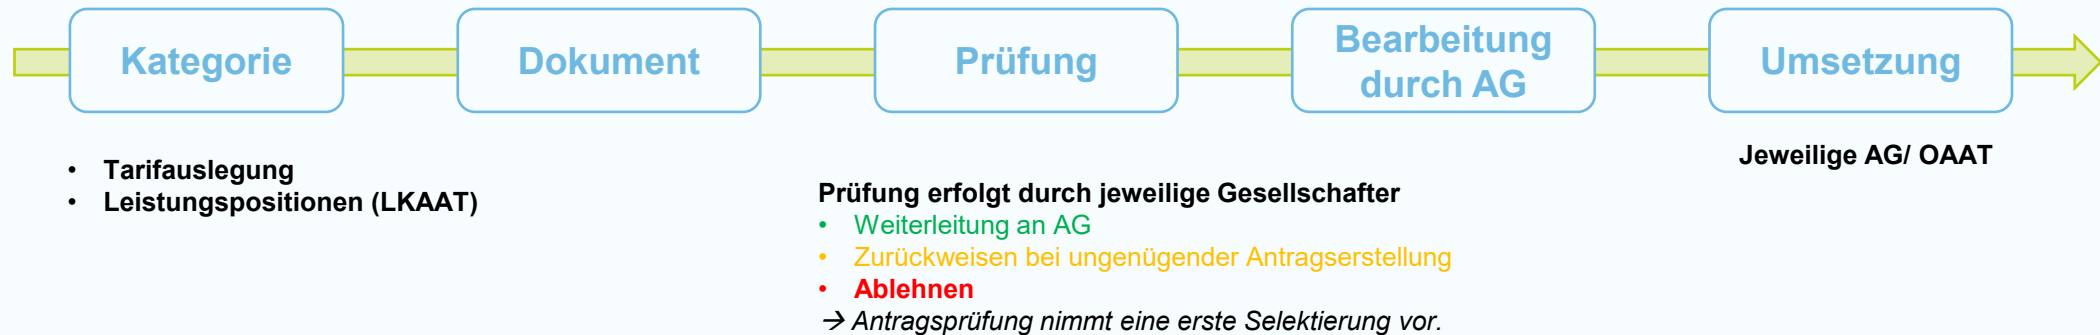 Kategorie
Dokument
Prüfung
Bearbeitung
durch AG
Umsetzung
• Tarifauslegung
• Leistungspositionen (LKAAT)
Prüfung erfolgt durch jeweilige Gesellschafter
• Weiterleitung an AG
• Zurückweisen bei ungenügender Antragserstellung
• Ablehnen
→ Antragsprüfung nimmt eine erste Selektierung vor.
Jeweilige AG/ OAAT